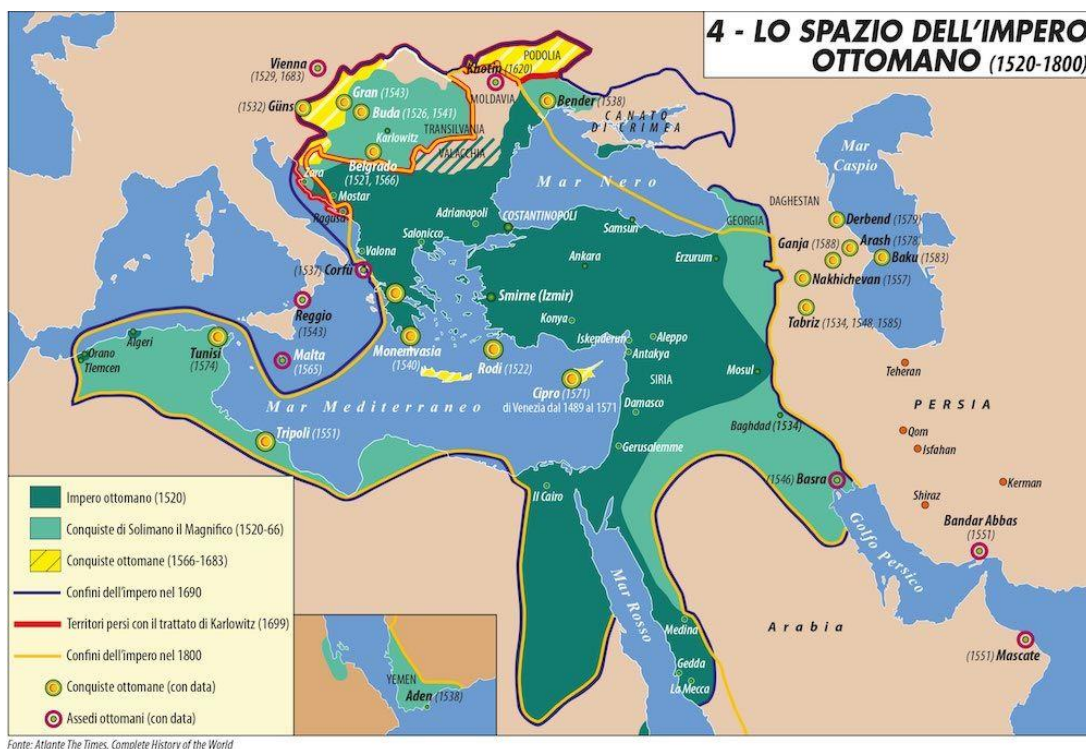 4 - LO SPAZIO DELL'IMPERO
OTTOMANO (1520-1800)
Vienna
(1529, 1683)
PODOLIA
Khotin (1620)
MOLDAVIA
Gran (1543)
(1532) Güns
Buda (1526, 1541)
Bender (1538)
CANATO
DI CRIMEA
Karlowitz
TRANSILVANIA
VALACCHIA
Belgrado
(1521, 1566)
Mar
Caspio
Zara
Mostar
Ragusa
Mar Nero
DAGHESTAN
GEORGIA
Derbend
(1579)
Adrianopoli
COSTANTINOPOLI
Samsun
Ganja
(1588)
Arash
(1578)
Baku (1583)
Valona
Salonicco
Ankara
Erzurum
(1537) Corfù
Nakhichevan
(1557)
Smirne (Izmir)
Reggio
(1543)
Konya
Tabriz
(1534, 1548, 1585)
Algeri
Orano
Tlemcen
Tunisi
(1574)
Malta
(1565)
Monemvasia
(1540)
Rodi (1522)
Iskenderun
Aleppo
Antakya
Mosul
Teheran
Cipro (1571)
di Venezia dal 1489 al 1571
SIRIA
PERSIA
Mar Mediterraneo
Damasco
Baghdad (1534)
Qom
Isfahan
Tripoli (1551)
Gerusalemme
(1546) Basra
Kerman
Il Cairo
Shiraz
Bandar Abbas
(1551)
Golfo Persico
Mar Rosso
Medina
Arabia
(1551) Mascate
Gedda
La Mecca
Impero ottomano (1520)
Conquiste di Solimano il Magnifico (1520-66)
Conquiste ottomane (1566-1683)
Confini dell'impero nel 1690
Territori persi con il trattato di Karlowitz (1699)
Confini dell'impero nel 1800
Conquiste ottomane (con data)
Assedi ottomani (con data)
YEMEN
Aden (1538)
Fonte: Atlante The Times, Complete History of the World